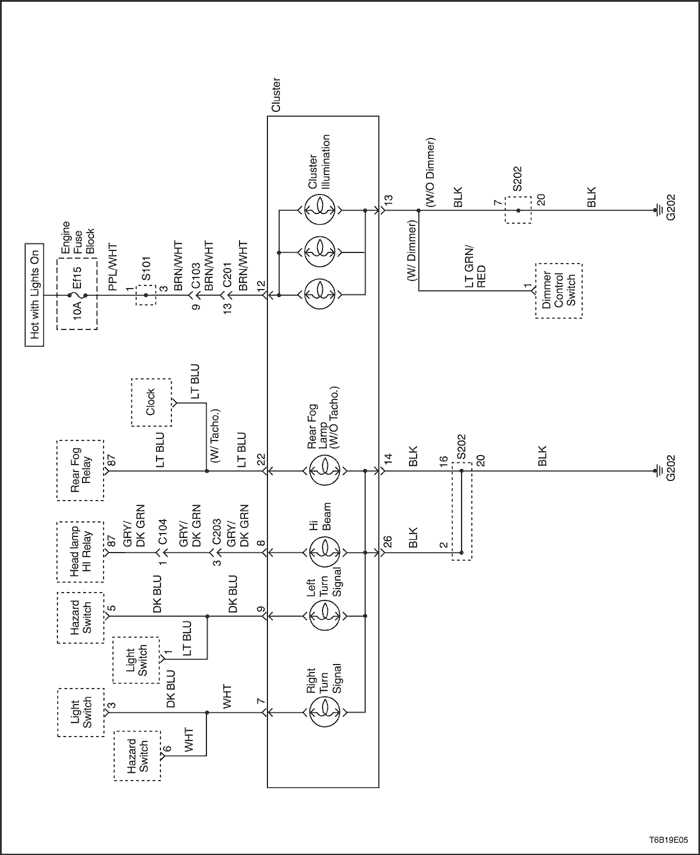 Hot with Lights On
Engine
Fuse
Block
Ef15
10A
PPL/WHT
1
S101
3
BRN/WHT
9
C103
BRN/WHT
13
C201
BRN/WHT
12
Cluster
Cluster
Illumination
13
(W/O Dimmer)
BLK
7
S202
20
BLK
G202
(W/ Dimmer)
LT GRN/
RED
1
Dimmer
Control
Switch
Clock
LT BLU
Rear Fog
Relay
87
LT BLU
(W/ Tacho.)
LT BLU
22
Rear Fog
Lamp
(W/O Tacho.)
14
BLK
16
S202
20
BLK
G202
Head lamp
HI Relay
87
GRY/
DK GRN
1
C104
GRY/
DK GRN
3
C203
GRY/
DK GRN
8
Hi
Beam
26
BLK
2
Hazard
Switch
5
DK BLU
DK BLU
9
Left
Turn
Signal
Light
Switch
1
LT BLU
Light
Switch
3
DK BLU
WHT
7
Right
Turn
Signal
Hazard
Switch
6
WHT
T6B19E05